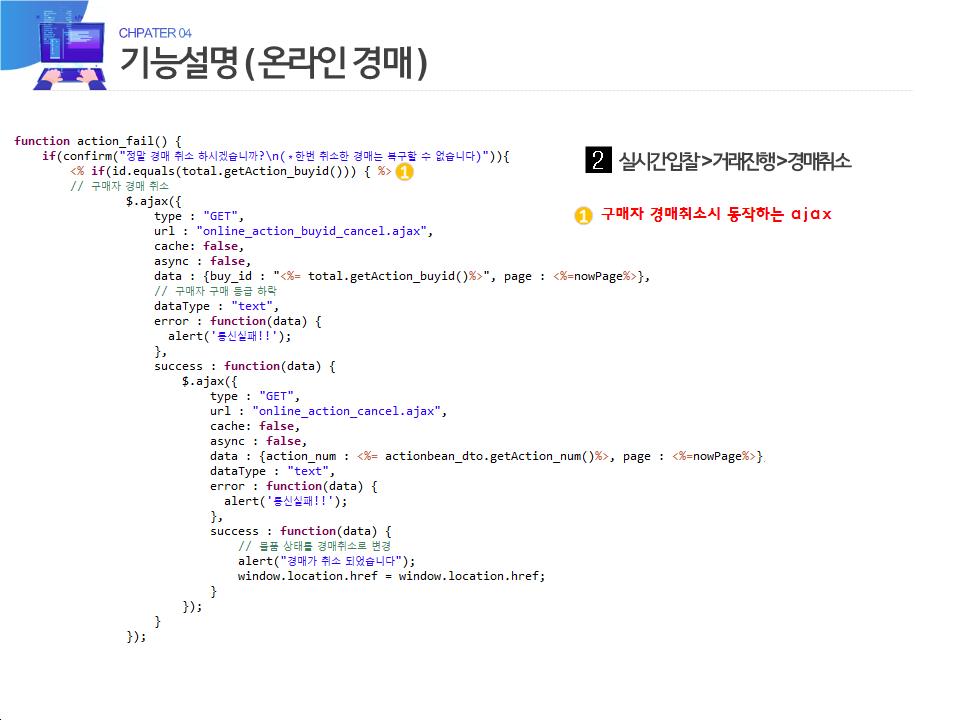 CHPATER 04
기능설명 ( 온라인 경매 )
function action_fail() {
if(confirm("정말 경매 취소 하시겠습니까?\n(*한번 취소한 경매는 복구할 수 없습니다)")){
<% if(id.equals(total.getAction_buyid())) { %> 1
// 구매자 경매 취소
$.ajax({
type : "GET",
url : "online_action_buyid_cancel.ajax",
cache: false,
async : false,
data : {buy_id : "<%= total.getAction_buyid()%>", page : <%=nowPage%>},
// 구매자 구매 등급 하락
dataType : "text",
error : function(data) {
alert('통신실패!!');
},
success : function(data) {
$.ajax({
type : "GET",
url : "online_action_cancel.ajax",
cache: false,
async : false,
data : {action_num : <%= actionbean_dto.getAction_num()%>, page : <%=nowPage%>}
dataType : "text",
error : function(data) {
alert('통신실패!!');
},
success : function(data) {
// 물품 상태를 경매취소로 변경
alert("경매가 취소 되었습니다");
window.location.href = window.location.href;
}
});
}
});
2 실시간입찰 > 거래진행 > 경매취소
1 구매자 경매취소시 동작하는 ajax